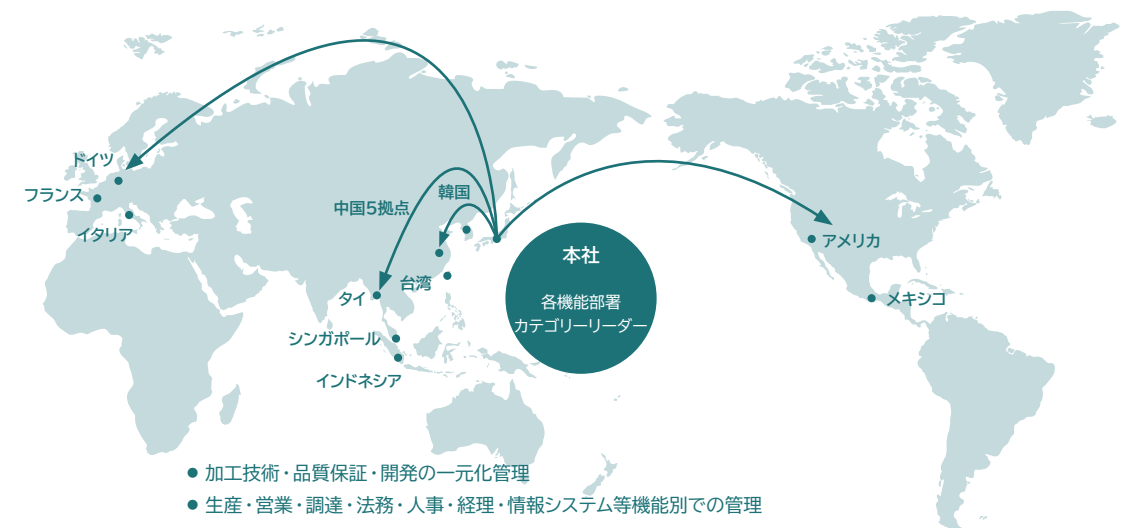 ドイツ
フランス
イタリア
韓国
中国5拠点
台湾
タイ
シンガポール
インドネシア
本社
各機能部署
カテゴリーリーダー
アメリカ
メキシコ
● 加工技術・品質保証・開発の一元化管理
● 生産・営業・調達・法務・人事・経理・情報システム等機能別での管理